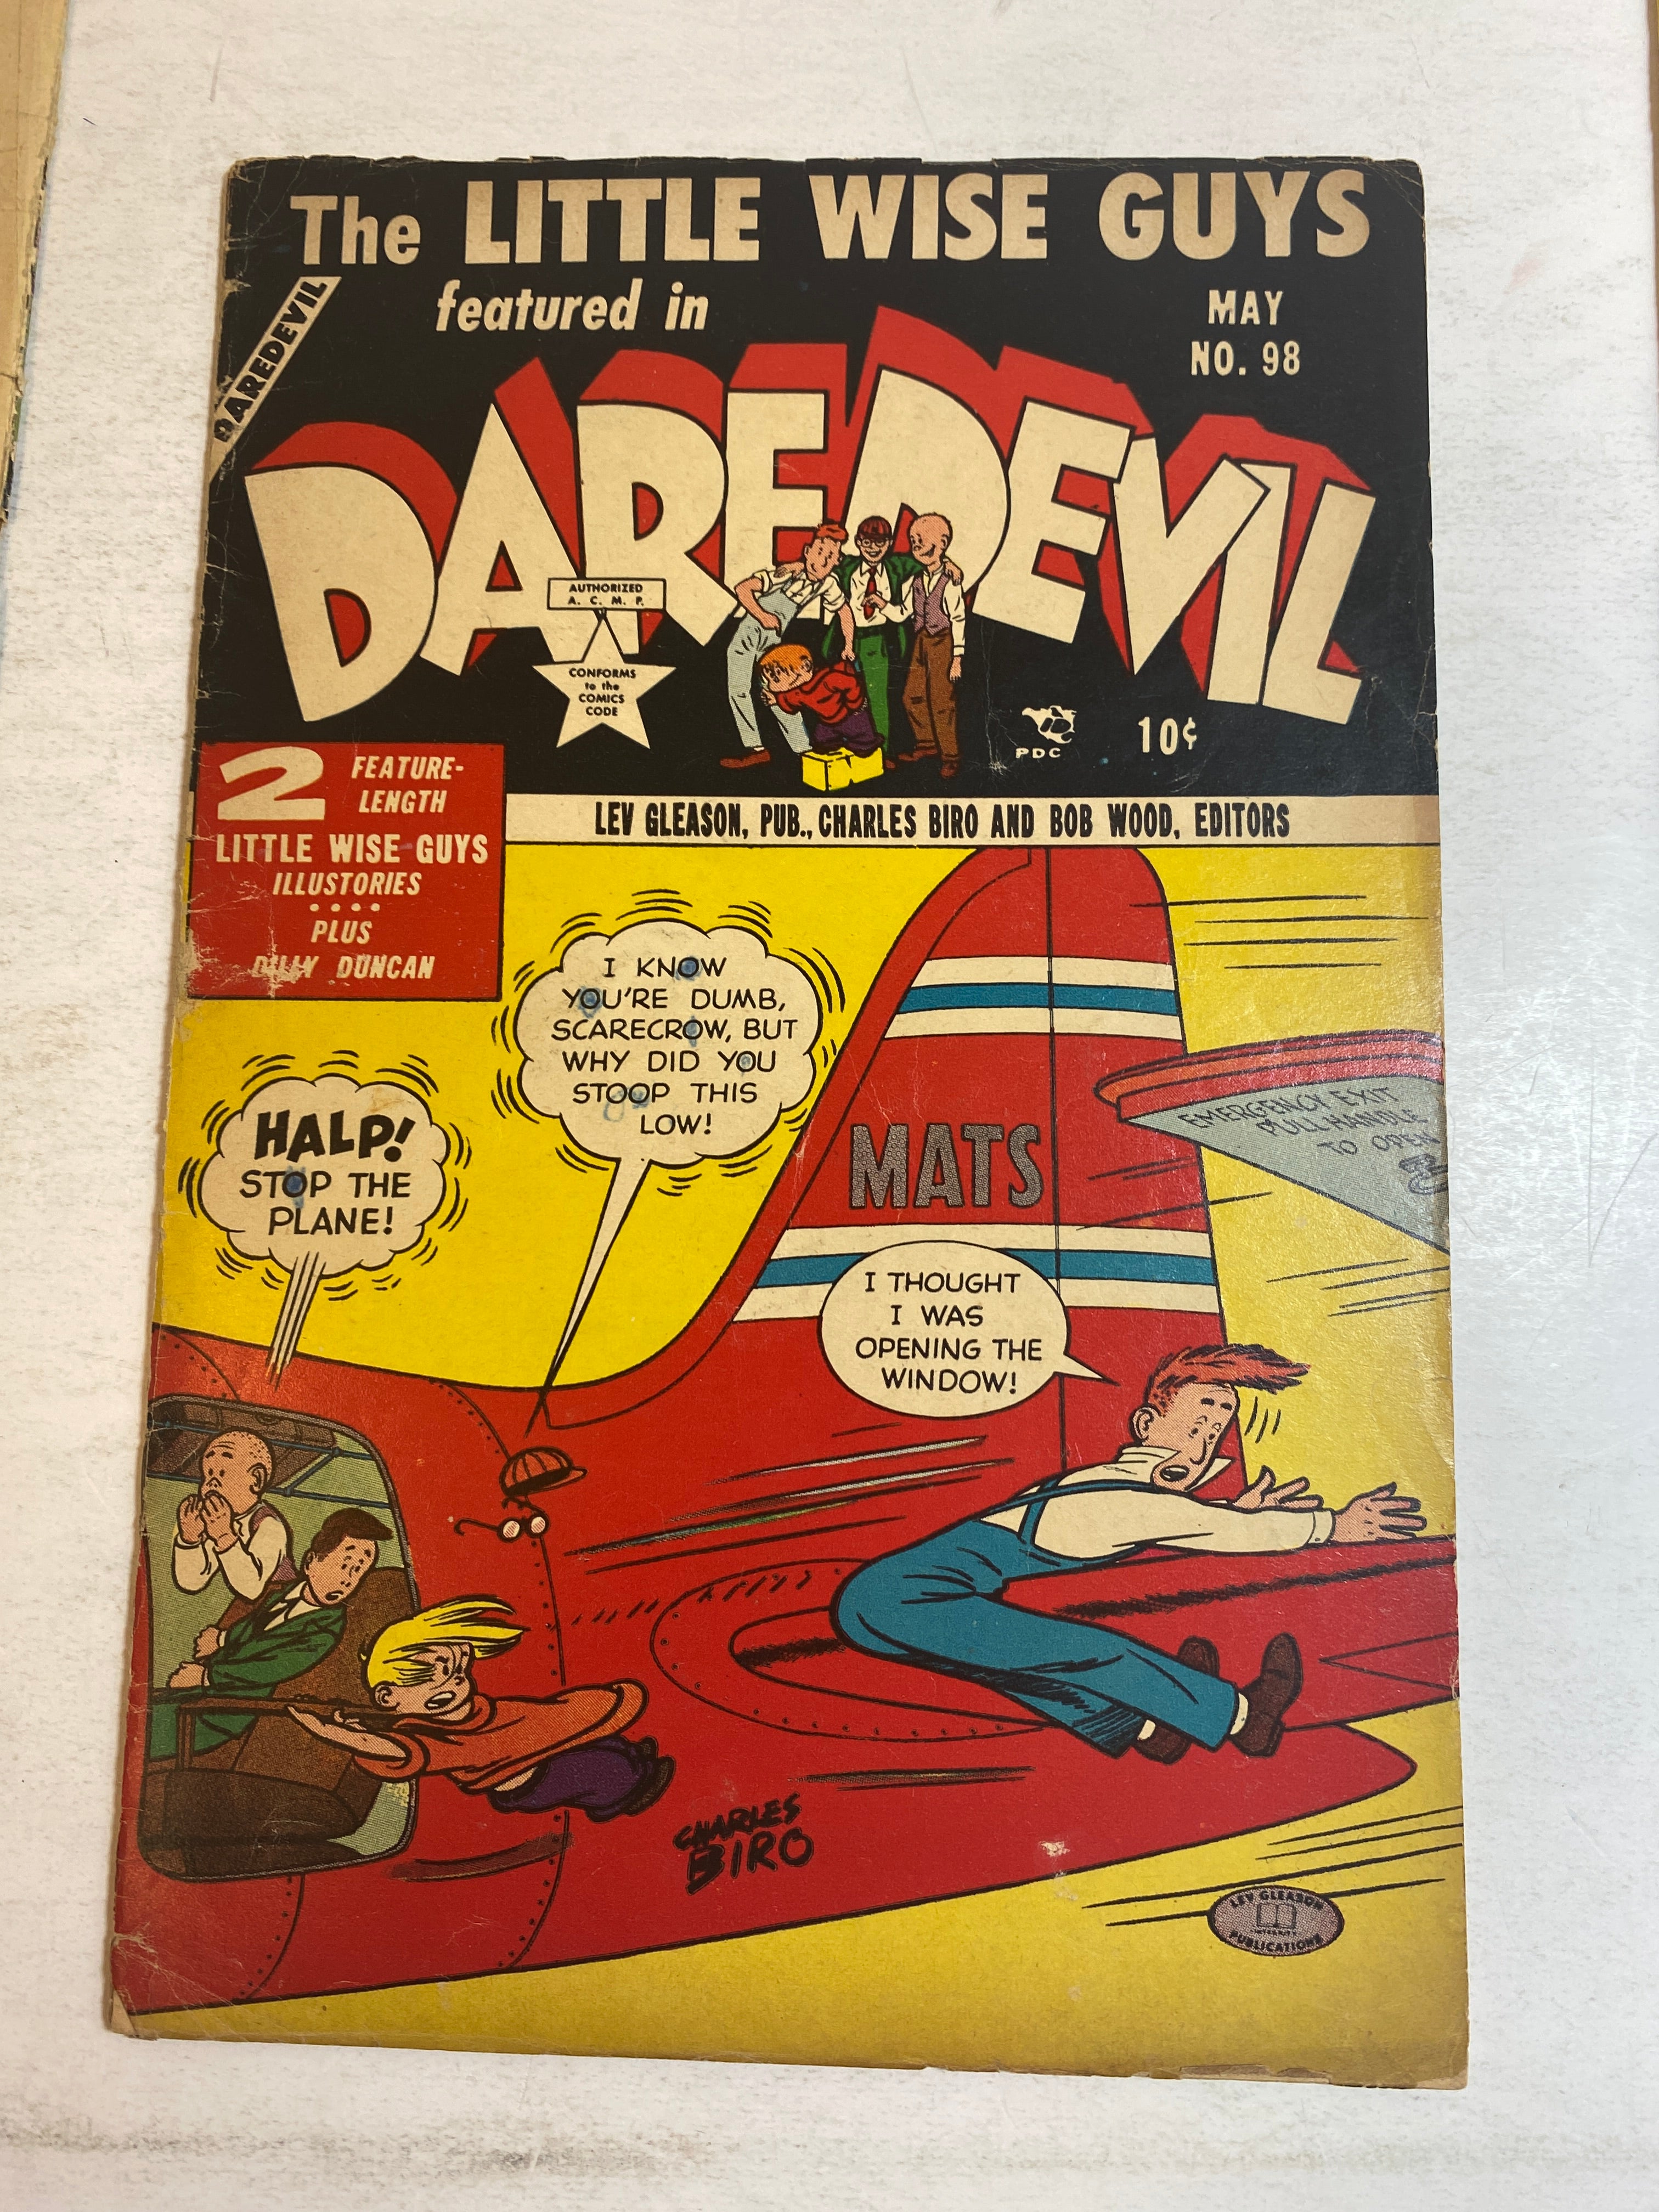 The LITTLE WISE GUYS
featured in
MAY
NO. 98
DAREDEVIL
DAREDEVIL
AUTHORIZED
A. C. M. P.
CONFORMS
to the
COMICS
CODE
PDC
10¢
2 FEATURE-
LENGTH
LITTLE WISE GUYS
ILLUSTORIES
....
PLUS
DILLY DUNCAN
LEV GLEASON, PUB., CHARLES BIRO AND BOB WOOD, EDITORS
I KNOW
YOU'RE DUMB,
SCARECROW, BUT
WHY DID YOU
STOOP THIS
LOW!
HALP!
STOP THE
PLANE!
EMERGENCY EXIT
PULL HANDLE
TO OPEN
MATS
I THOUGHT
I WAS
OPENING THE
WINDOW!
CHARLES
BIRO
LEV GLEASON
INTEGRITY
PUBLICATIONS